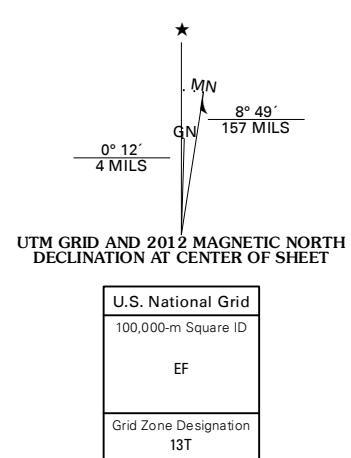 ★
MN
8° 49´
157 MILS
GN
0° 12´
4 MILS
UTM GRID AND 2012 MAGNETIC NORTH
DECLINATION AT CENTER OF SHEET
U.S. National Grid
100,000-m Square ID
EF
Grid Zone Designation
13T